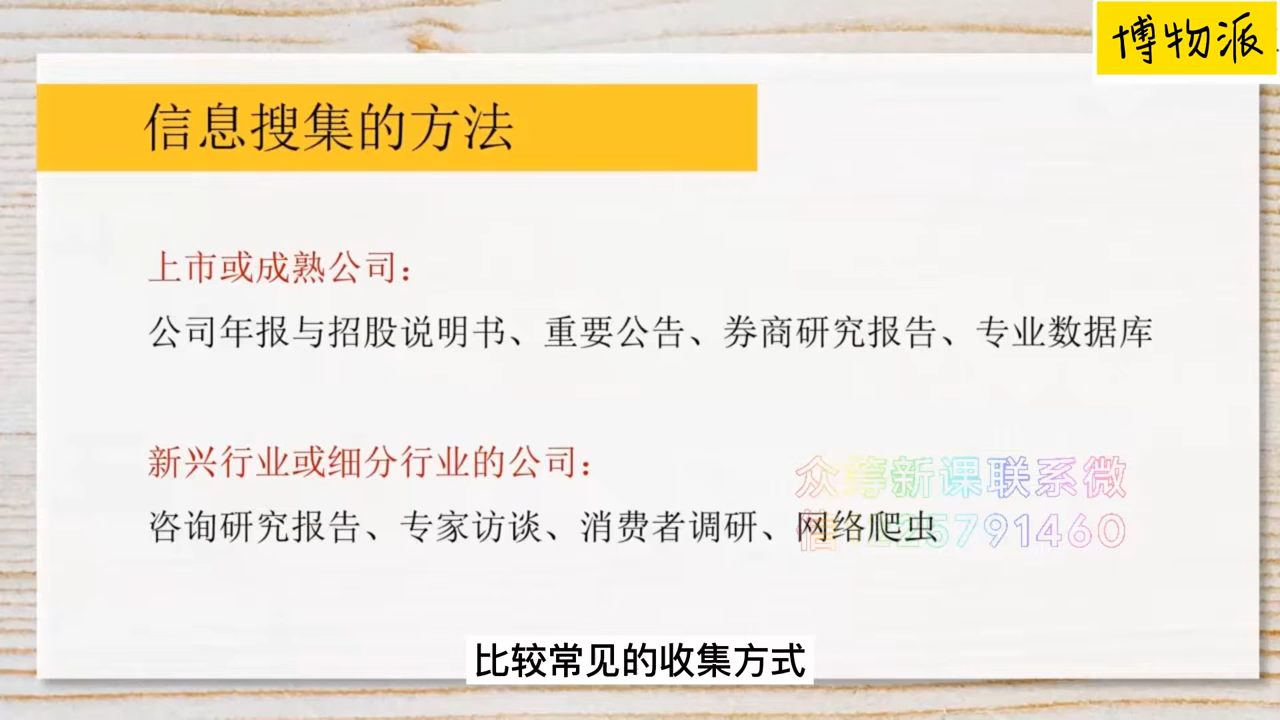 博物派
信息搜集的方法
上市或成熟公司：
公司年报与招股说明书、重要公告、券商研究报告、专业数据库
新兴行业或细分行业的公司：
咨询研究报告、专家访谈、消费者调研、网络爬虫
众筹新课联系微
比较常见的收集方式